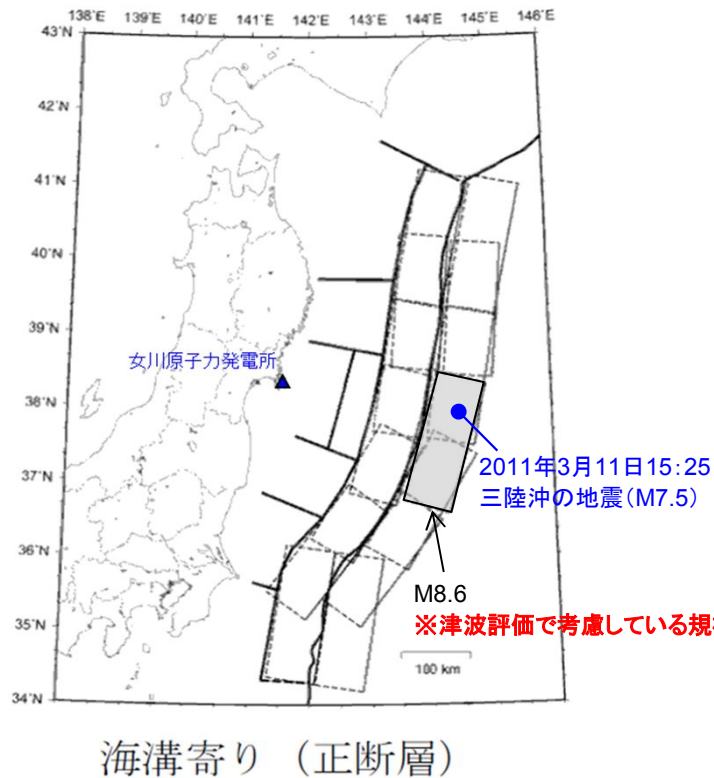 138°E 139°E 140°E 141°E 142°E 143°E 144°E 145°E 146°E
43°N
42°N
41°N
40°N
39°N
女川原子力発電所
38°N
2011年3月11日15:25
37°N
三陸沖の地震(M7.5)
36°N
M8.6
35°N
※津波評価で考慮している規
100 km
34°N
海溝寄り（正断層）